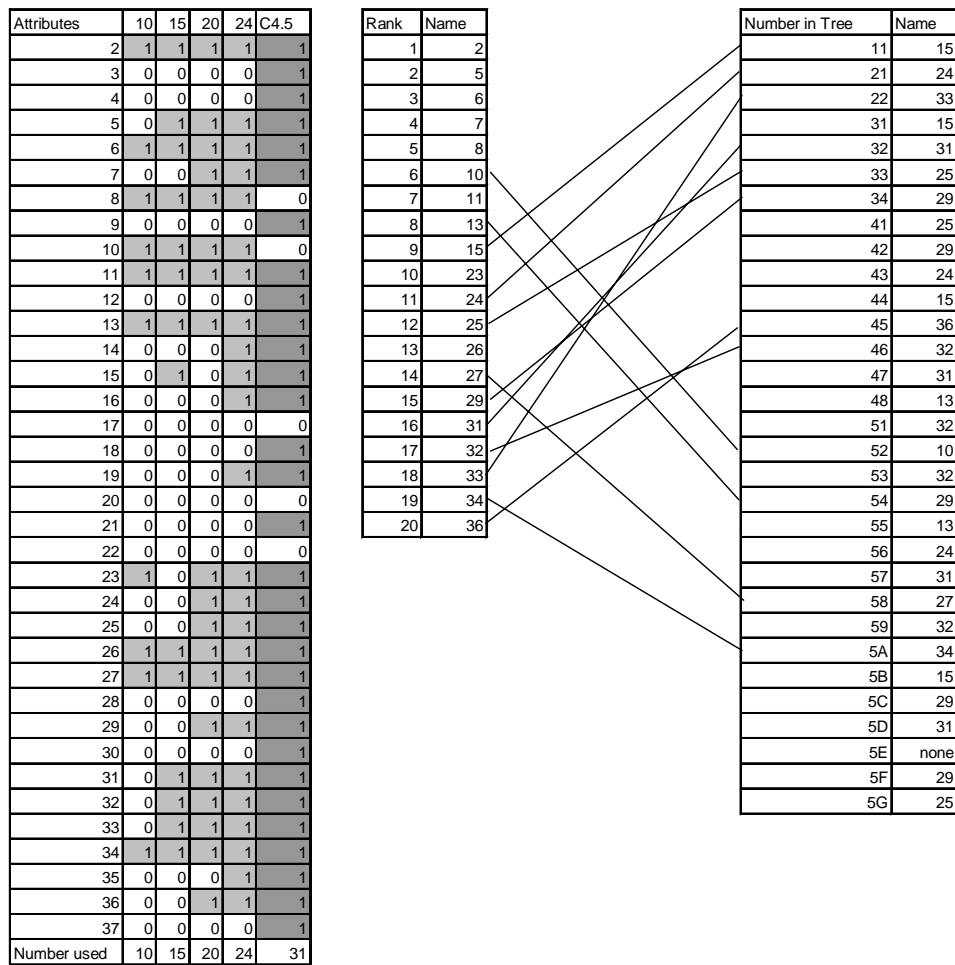 Attributes 10 15 20 24 C4.5
2 1 1 1 1 1
3 0 0 0 0 1
4 0 0 0 0 1
5 0 1 1 1 1
6 1 1 1 1 1
7 0 0 1 1 1
8 1 1 1 1 0
9 0 0 0 0 1
10 1 1 1 1 0
11 1 1 1 1 1
12 0 0 0 0 1
13 1 1 1 1 1
14 0 0 0 1 1
15 0 1 0 1 1
16 0 0 0 1 1
17 0 0 0 0 0
18 0 0 0 0 1
19 0 0 0 1 1
20 0 0 0 0 0
21 0 0 0 0 1
22 0 0 0 0 0
23 1 0 1 1 1
24 0 0 1 1 1
25 0 0 1 1 1
26 1 1 1 1 1
27 1 1 1 1 1
28 0 0 0 0 1
29 0 0 1 1 1
30 0 0 0 0 1
31 0 1 1 1 1
32 0 1 1 1 1
33 0 1 1 1 1
34 1 1 1 1 1
35 0 0 0 1 1
36 0 0 1 1 1
37 0 0 0 0 1
Number used 10 15 20 24 31
Rank Name
1 2
2 5
3 6
4 7
5 8
6 10
7 11
8 13
9 15
10 23
11 24
12 25
13 26
14 27
15 29
16 31
17 32
18 33
19 34
20 36
Number in Tree Name
11 15
21 24
22 33
31 15
32 31
33 25
34 29
41 25
42 29
43 24
44 15
45 36
46 32
47 31
48 13
51 32
52 10
53 32
54 29
55 13
56 24
57 31
58 27
59 32
5A 34
5B 15
5C 29
5D 31
5E none
5F 29
5G 25